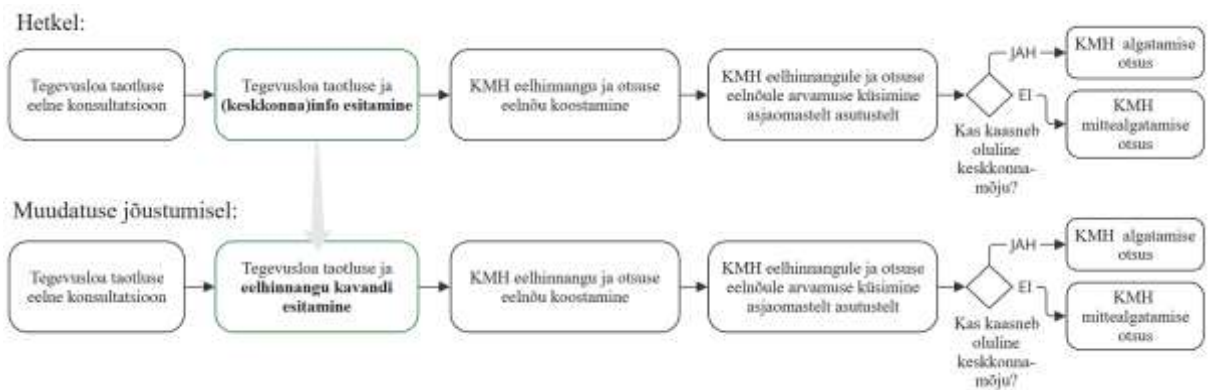 Hetkel:
Tegevusloa taotluse
eelne konsultatsioon
Tegevusloa taotluse ja
(keskkonna)info esitamine
KMH eelhinnangu ja otsuse
eelnõu koostamine
KMH eelhinnangule ja otsuse
eelnõule arvamuse küsimine
asjaomastelt asutustelt
Kas kaasneb
oluline
keskkonna-
mõju?
JAH
KMH algatamise
otsus
EI
KMH
mittealgatamise
otsus
Muudatuse jõustumisel:
Tegevusloa taotluse
eelne konsultatsioon
Tegevusloa taotluse ja
eelhinnangu kavandi
esitamine
KMH eelhinnangu ja otsuse
eelnõu koostamine
KMH eelhinnangule ja otsuse
eelnõule arvamuse küsimine
asjaomastelt asutustelt
Kas kaasneb
oluline
keskkonna-
mõju?
JAH
KMH algatamise
otsus
EI
KMH
mittealgatamise
otsus